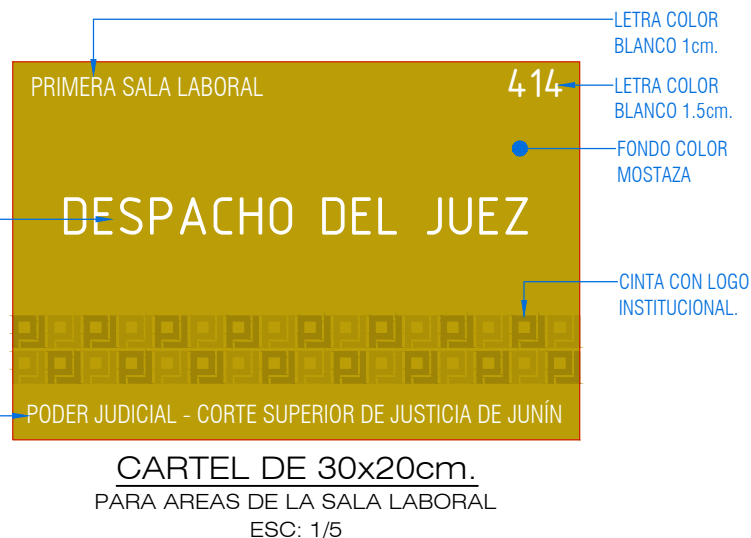 LETRA COLOR
BLANCO 1cm.
PRIMERA SALA LABORAL
414
LETRA COLOR
BLANCO 1.5cm.
FONDO COLOR
MOSTAZA
DESPACHO DEL JUEZ
CINTA CON LOGO
INSTITUCIONAL.
PODER JUDICIAL - CORTE SUPERIOR DE JUSTICIA DE JUNÍN
CARTEL DE 30x20cm.
PARA AREAS DE LA SALA LABORAL
ESC: 1/5